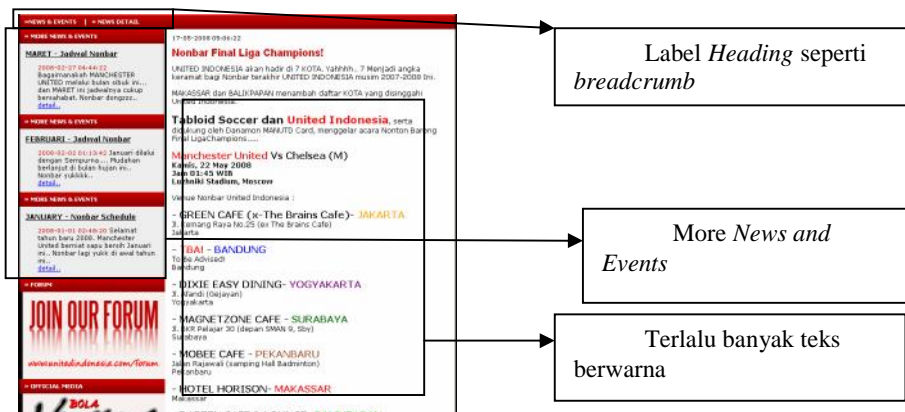 »NEWS & EVENTS | » NEWS DETAIL
» MORE NEWS & EVENTS
MARET - Jadwal Nonbar
2008-02-27 04:44:22
Bagaimanakah MANCHESTER
UNITED melalui bulan sibuk ini...
dan MARET ini jadwalnya cukup
bersahabat. Nonbar dongzzz..
detail..
» MORE NEWS & EVENTS
FEBRUARI - Jadwal Nonbar
2008-02-02 01:13:42 Januari dilalui
dengan Sempurna.... Mudahan
berlanjut di bulan hujan ini..
Nonbar yukkkk..
detail..
» MORE NEWS & EVENTS
JANUARY - Nonbar Schedule
2008-01-01 02:46:20 Selamat
tahun baru 2008. Manchester
United berniat sapu bersih Januari
ini.. Nonbar lagi yukk di awal tahun
ini..
detail..
» FORUM
JOIN OUR FORUM
www.unitedindonesia.com/forum
» OFFICIAL MEDIA
BOLA
17-05-2008 05:06:22
Nonbar Final Liga Champions!
UNITED INDONESIA akan hadir di 7 KOTA. Yahhhh.. 7 Menjadi angka
keramat bagi Nonbar terakhir UNITED INDONESIA musim 2007-2008 Ini.
MAKASSAR dan BALIKPAPAN menambah daftar KOTA yang disinggahi
United Indonesia.
Tabloid Soccer dan United Indonesia, serta
didukung oleh Danamon MANUTD Card, menggelar acara Nonton Bareng
Final LigaChampions.....
Manchester United Vs Chelsea (M)
Kamis, 22 May 2008
Jam 01:45 WIB
Luzhniki Stadium, Moscow
Venue Nonbar United Indonesia :
- GREEN CAFE (x-The Brains Cafe)- JAKARTA
Jl. Kemang Raya No.25 (ex The Brains Cafe)
Jakarta
- TBA! - BANDUNG
To Be Advised!
Bandung
- DIXIE EASY DINING- YOGYAKARTA
Jl. Afandi (Gejayan)
Yogyakarta
- MAGNETZONE CAFE - SURABAYA
Jl. BKR Pelajar 30 (depan SMAN 9, Sby)
Surabaya
- MOBEE CAFE - PEKANBARU
Jalan Rajawali (samping Hall Badminton)
Pekanbaru
- HOTEL HORISON- MAKASSAR
Makassar
Label Heading seperti
breadcrumb
More News and
Events
Terlalu banyak teks
berwarna